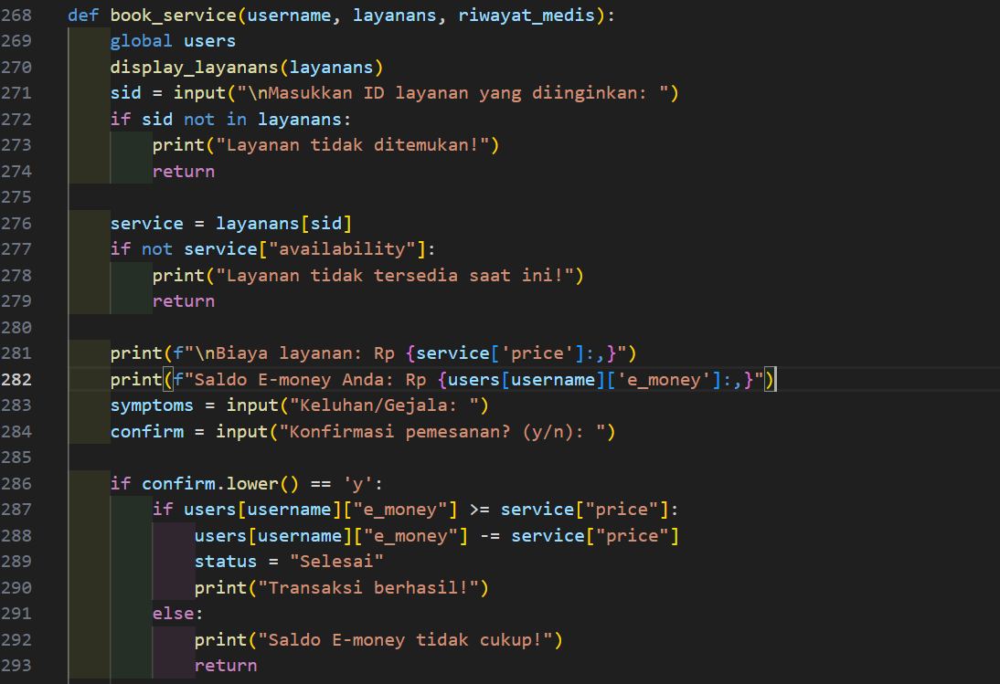 268 def book_service(username, layanans, riwayat_medis):
269     global users
270     display_layanans(layanans)
271     sid = input("\nMasukkan ID layanan yang diinginkan: ")
272     if sid not in layanans:
273         print("Layanan tidak ditemukan!")
274         return
275
276     service = layanans[sid]
277     if not service["availability"]:
278         print("Layanan tidak tersedia saat ini!")
279         return
280
281     print(f"\nBiaya layanan: Rp {service['price']:,}")
282     print(f"Saldo E-money Anda: Rp {users[username]['e_money']:,}")
283     symptoms = input("Keluhan/Gejala: ")
284     confirm = input("Konfirmasi pemesanan? (y/n): ")
285
286     if confirm.lower() == 'y':
287         if users[username]["e_money"] >= service["price"]:
288             users[username]["e_money"] -= service["price"]
289             status = "Selesai"
290             print("Transaksi berhasil!")
291         else:
292             print("Saldo E-money tidak cukup!")
293             return